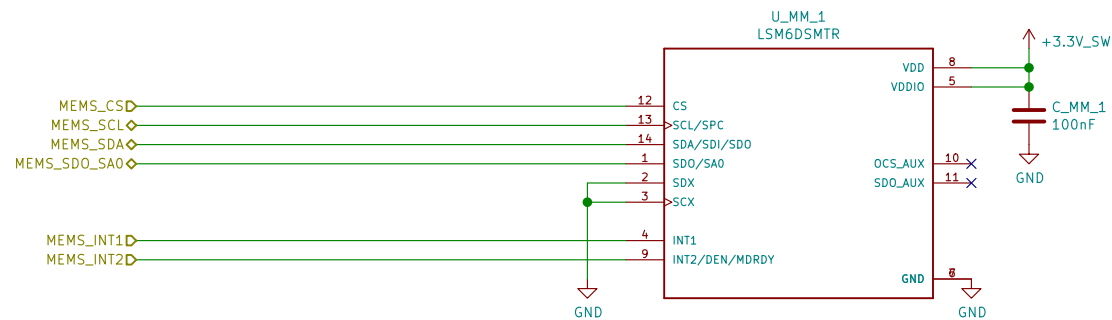 U_MM_1
LSM6DSMTR
+3.3V_SW
VDD 8
VDDIO 5
MEMS_CS 12 CS
C_MM_1
100nF
MEMS_SCL 13 SCL/SPC
MEMS_SDA 14 SDA/SDI/SDO
MEMS_SDO_SA0 1 SDO/SA0
OCS_AUX 10
GND
2 SDX
SDO_AUX 11
3 SCX
MEMS_INT1 4 INT1
MEMS_INT2 9 INT2/DEN/MDRDY
GND
GND
GND